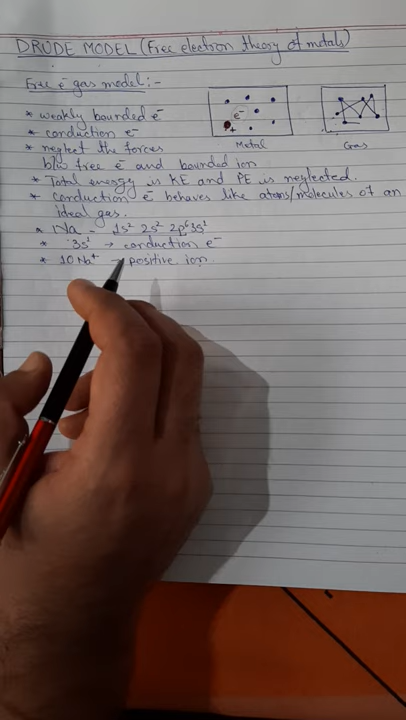 DRUDE MODEL (Free electron theory of metals)
Free e⁻ gas model:-
* weakly bounded e⁻
* conduction e⁻
* neglect the forces
b/w free e⁻ and bounded ion
* Total energy is KE and PE is neglected.
* Conduction e⁻ behaves like atoms/molecules of an
ideal gas.
* Na - 1s² 2s² 2p⁶ 3s¹
* 3s¹ → conduction e⁻
* 10 Na⁺ → positive ion
e⁻
+
Metal
Gas